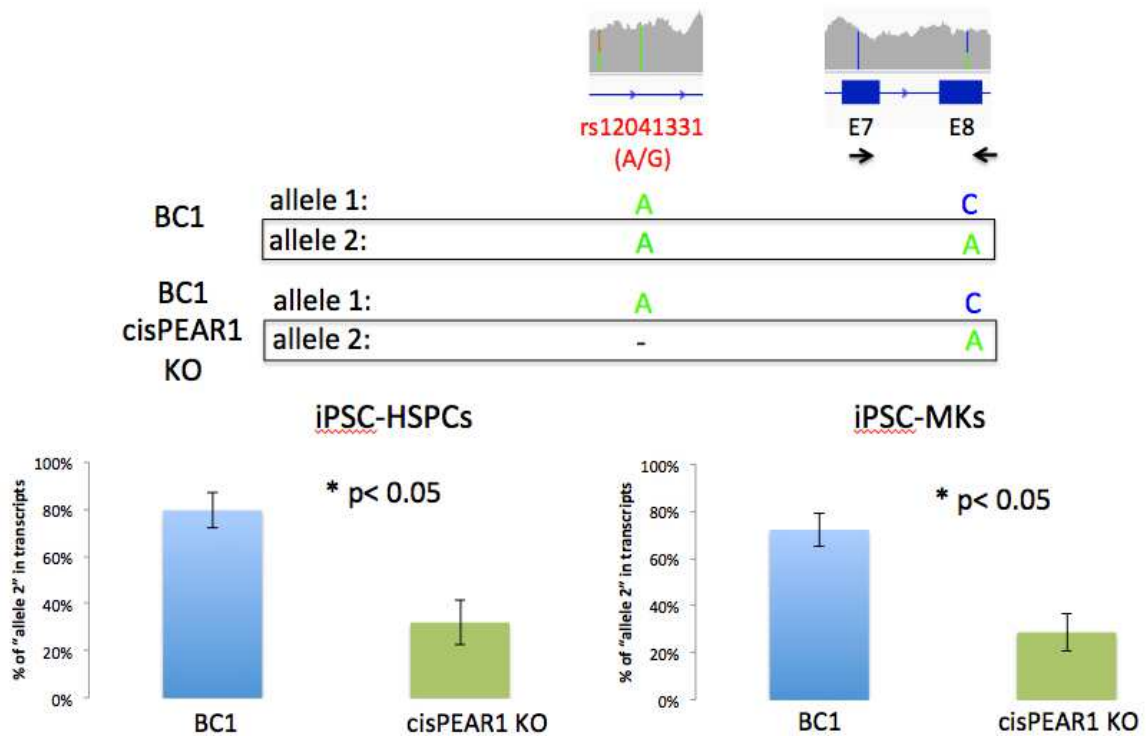 rs12041331
(A/G)
E7 E8
BC1
allele 1: A C
allele 2: A A
BC1
cisPEAR1
KO
allele 1: A C
allele 2: - A
iPSC-HSPCs
% of "allele 2" in transcripts
100%
80%
60%
40%
20%
0%
* p< 0.05
BC1 cisPEAR1 KO
iPSC-MKs
% of "allele 2" in transcripts
100%
80%
60%
40%
20%
0%
* p< 0.05
BC1 cisPEAR1 KO